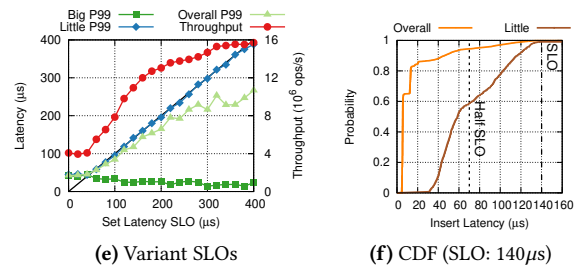 Big P99 Overall P99
Little P99 Throughput
400
300
200
100
0
Latency (μs)
16
12
8
4
0
Throughput (10⁶ ops/s)
0 100 200 300 400
Set Latency SLO (μs)
(e) Variant SLOs
Overall Little
1
0.8
0.6
0.4
0.2
0
Probability
Half SLO
SLO
0 20 40 60 80 100 120 140 160
Insert Latency (μs)
(f) CDF (SLO: 140μs)